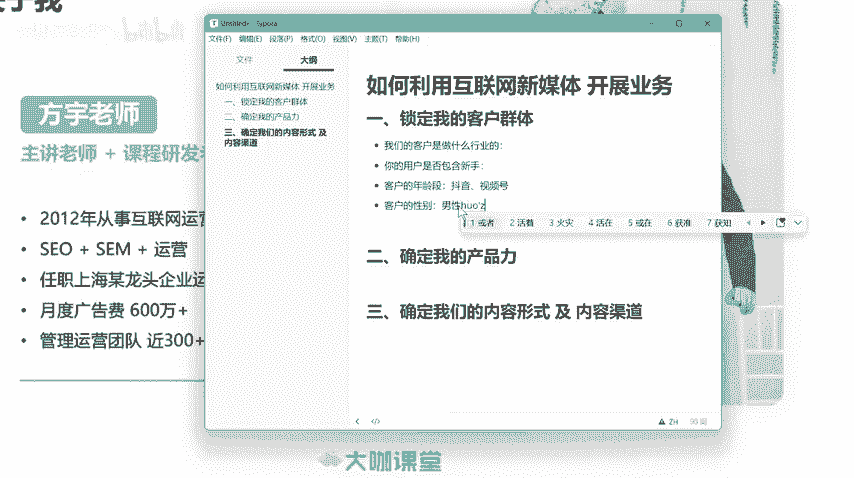 Untitled• - Typora
文件(F) 编辑(E) 段落(P) 格式(O) 视图(V) 主题(T) 帮助(H)
文件 大纲
如何利用互联网新媒体 开展业务
一、锁定我的客户群体
二、确定我的产品力
三、确定我们的内容形式 及
内容渠道
如何利用互联网新媒体 开展业务
一、锁定我的客户群体
• 我们的客户是做什么行业的：
• 你的用户是否包含新手：
• 客户的年龄段：抖音、视频号
• 客户的性别：男性huo'z
1 或者 2 活着 3 火灾 4 活在 5 或在 6 获准 7 获知
二、确定我的产品力
三、确定我们的内容形式 及 内容渠道
ZH
方宇老师
主讲老师 + 课程研发
• 2012年从事互联网运营
• SEO + SEM + 运营
• 任职上海某龙头企业运
• 月度广告费 600万+
• 管理运营团队 近300+
大咖课堂